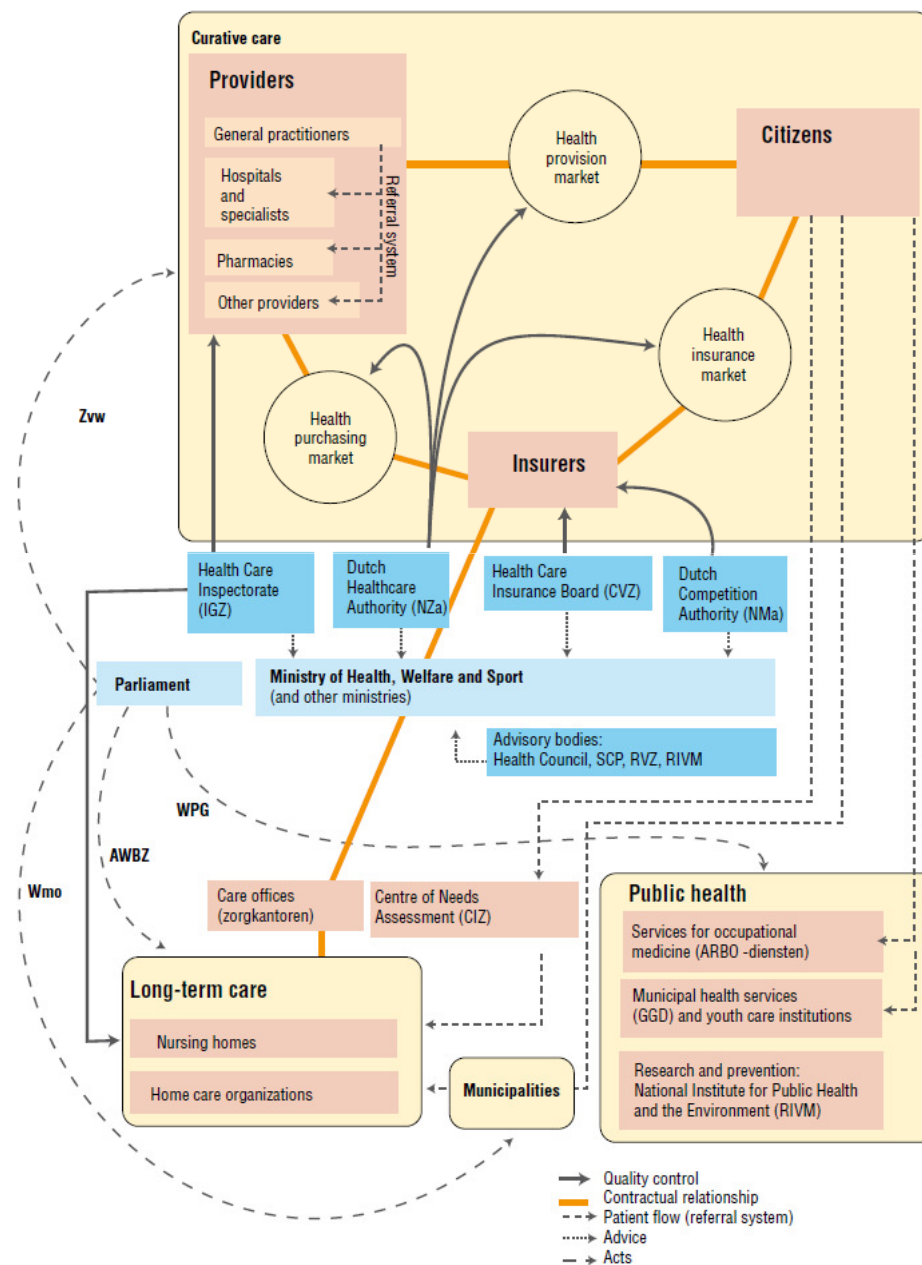 Curative care
Providers
General practitioners
Hospitals
and
specialists
Pharmacies
Other providers
Referral system
Health
provision
market
Citizens
Health
insurance
market
Health
purchasing
market
Insurers
Zvw
Health Care
Inspectorate
(IGZ)
Dutch
Healthcare
Authority (NZa)
Health Care
Insurance Board (CVZ)
Dutch
Competition
Authority (NMa)
Parliament
Ministry of Health, Welfare and Sport
(and other ministries)
Advisory bodies:
Health Council, SCP, RVZ, RIVM
WPG
AWBZ
Wmo
Care offices
(zorgkantoren)
Centre of Needs
Assessment (CIZ)
Public health
Services for occupational
medicine (ARBO -diensten)
Municipal health services
(GGD) and youth care institutions
Research and prevention:
National Institute for Public Health
and the Environment (RIVM)
Long-term care
Nursing homes
Home care organizations
Municipalities
Quality control
Contractual relationship
Patient flow (referral system)
Advice
Acts